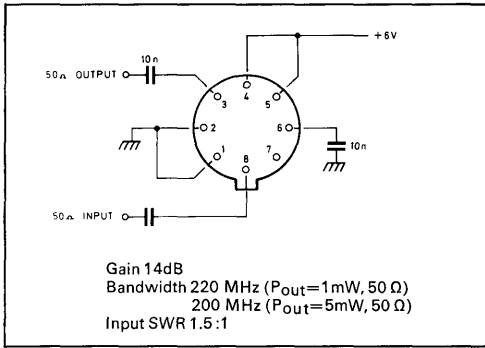 +6V
10n
50Ω OUTPUT
3
4
5
2
6
1
8
7
10n
50Ω INPUT
Gain 14dB
Bandwidth 220 MHz (Pout=1mW, 50 Ω)
200 MHz (Pout=5mW, 50 Ω)
Input SWR 1.5:1